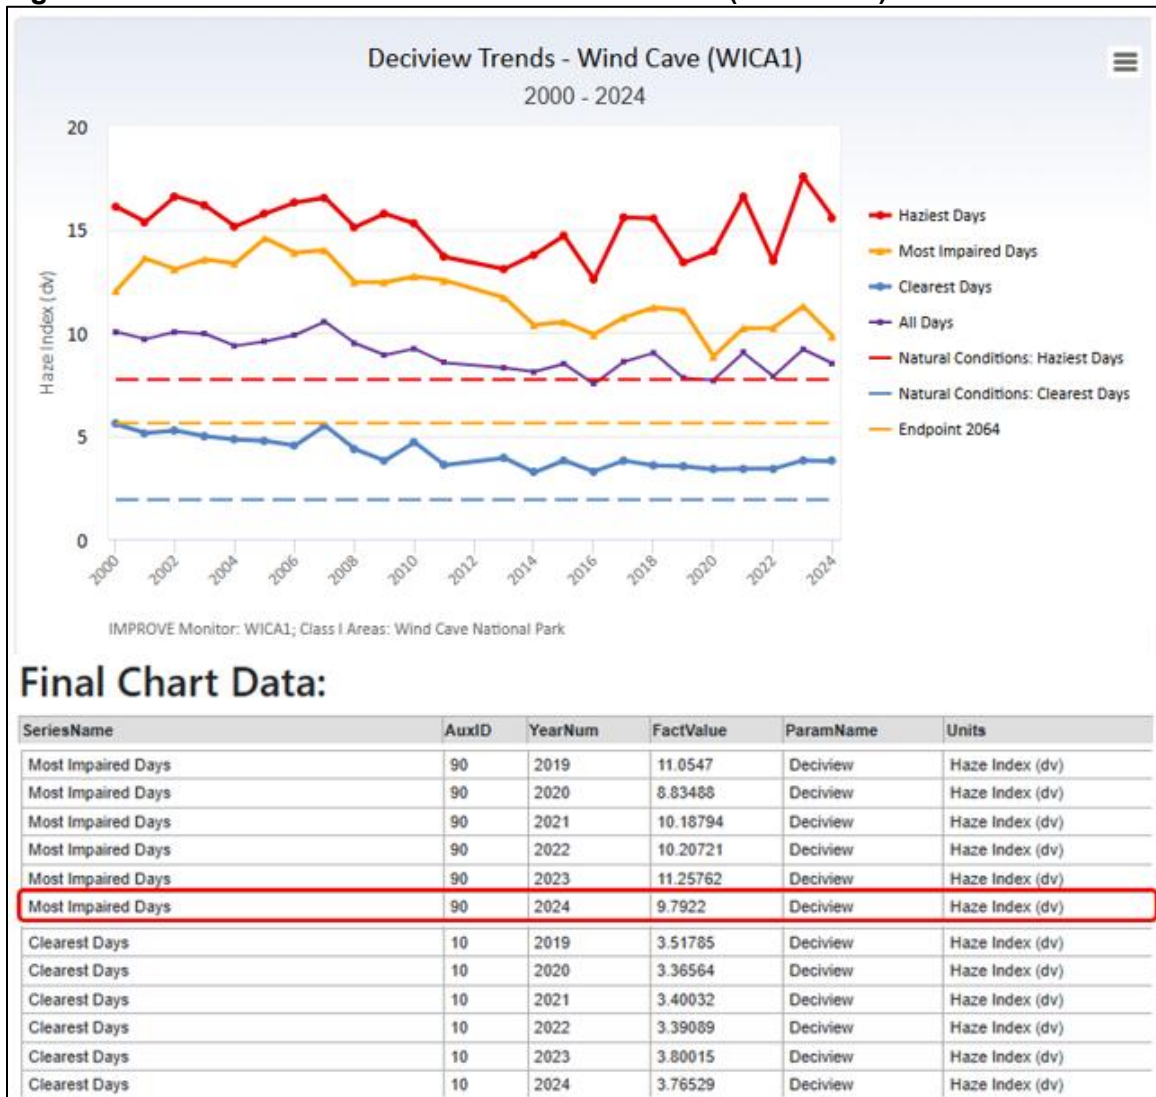 Deciview Trends - Wind Cave (WICA1)
2000 - 2024
20
15
10
5
0
Haze Index (dv)
2000 2002 2004 2006 2008 2010 2012 2014 2016 2018 2020 2022 2024
Haziest Days
Most Impaired Days
Clearest Days
All Days
Natural Conditions: Haziest Days
Natural Conditions: Clearest Days
Endpoint 2064
IMPROVE Monitor: WICA1; Class I Areas: Wind Cave National Park
Final Chart Data:
SeriesName AuxID YearNum FactValue ParamName Units
Most Impaired Days 90 2019 11.0547 Deciview Haze Index (dv)
Most Impaired Days 90 2020 8.83488 Deciview Haze Index (dv)
Most Impaired Days 90 2021 10.18794 Deciview Haze Index (dv)
Most Impaired Days 90 2022 10.20721 Deciview Haze Index (dv)
Most Impaired Days 90 2023 11.25762 Deciview Haze Index (dv)
Most Impaired Days 90 2024 9.7922 Deciview Haze Index (dv)
Clearest Days 10 2019 3.51785 Deciview Haze Index (dv)
Clearest Days 10 2020 3.36564 Deciview Haze Index (dv)
Clearest Days 10 2021 3.40032 Deciview Haze Index (dv)
Clearest Days 10 2022 3.39089 Deciview Haze Index (dv)
Clearest Days 10 2023 3.80015 Deciview Haze Index (dv)
Clearest Days 10 2024 3.76529 Deciview Haze Index (dv)